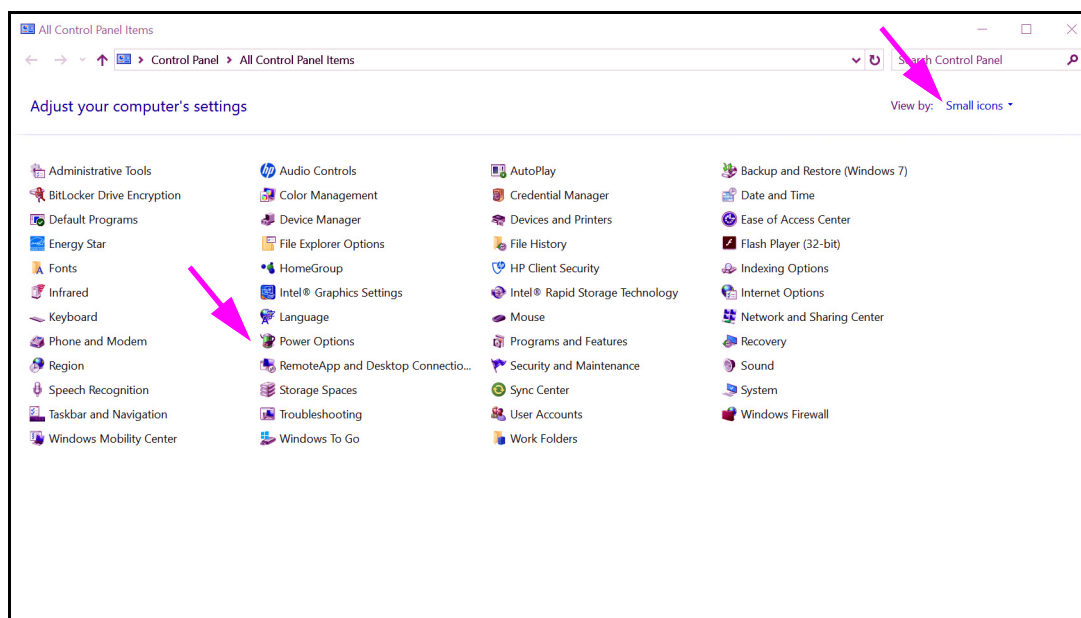 All Control Panel Items
Control Panel > All Control Panel Items
Search Control Panel
Adjust your computer's settings
View by: Small icons
Administrative Tools
Audio Controls
AutoPlay
Backup and Restore (Windows 7)
BitLocker Drive Encryption
Color Management
Credential Manager
Date and Time
Default Programs
Device Manager
Devices and Printers
Ease of Access Center
Energy Star
File Explorer Options
File History
Flash Player (32-bit)
Fonts
HomeGroup
HP Client Security
Indexing Options
Infrared
Intel® Graphics Settings
Intel® Rapid Storage Technology
Internet Options
Keyboard
Language
Mouse
Network and Sharing Center
Phone and Modem
Power Options
Programs and Features
Recovery
Region
RemoteApp and Desktop Connectio...
Security and Maintenance
Sound
Speech Recognition
Storage Spaces
Sync Center
System
Taskbar and Navigation
Troubleshooting
User Accounts
Windows Firewall
Windows Mobility Center
Windows To Go
Work Folders